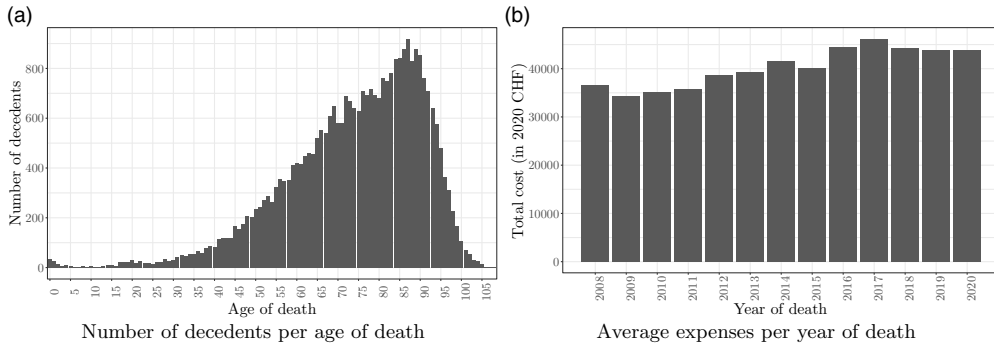 (a)
Number of decedents
800
600
400
200
0
0 5 10 15 20 25 30 35 40 45 50 55 60 65 70 75 80 85 90 95 100 105
Age of death
Number of decedents per age of death
(b)
Total cost (in 2020 CHF)
40000
30000
20000
10000
0
2008 2009 2010 2011 2012 2013 2014 2015 2016 2017 2018 2019 2020
Year of death
Average expenses per year of death